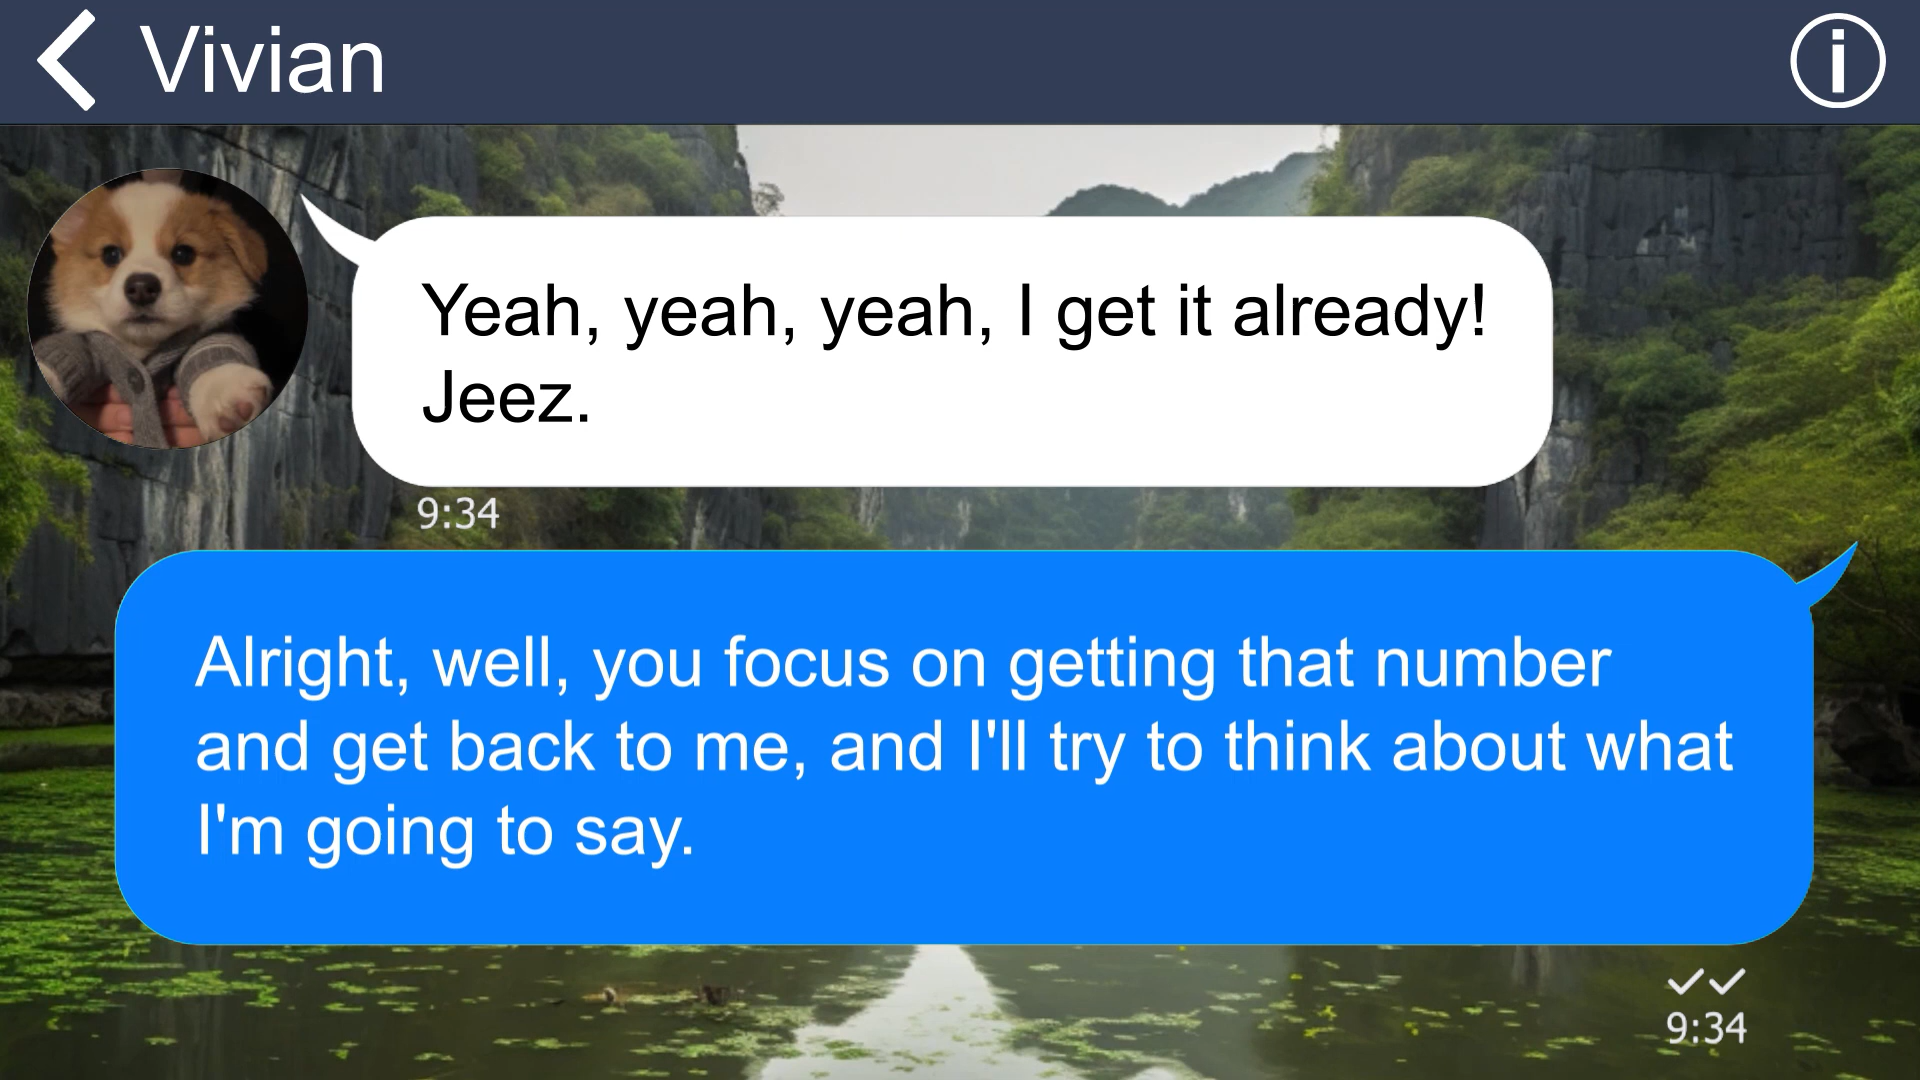 Vivian
Yeah, yeah, yeah, I get it already!
Jeez.
9:34
Alright, well, you focus on getting that number
and get back to me, and I'll try to think about what
I'm going to say.
9:34